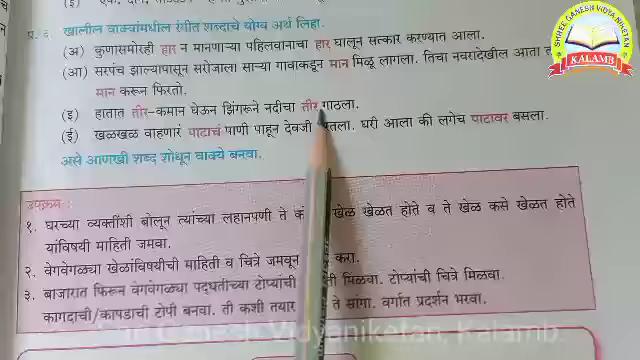 प्र. ६. खालील वाक्यांमधील रंगीत शब्दाचे योग्य अर्थ लिहा.
(अ) कुणासमोरही हार न मानणाऱ्या पहिलवानाचा हार घालून सत्कार करण्यात आला.
(आ) सरपंच झाल्यापासून सरोजाला साऱ्या गावाकडून मान मिळू लागला. तिचा नवरादेखील आता
मान करून फिरतो.
(इ) हातात तीर-कमान घेऊन झिंगरूने नदीचा तीर गाठला.
(ई) खळखळ वाहणारं पाटाचं पाणी पाहून देवजी परतला. घरी आला की लगेच पाटावर बसला.
असे आणखी शब्द शोधून वाक्ये बनवा.
उपक्रम :
१. घरच्या व्यक्तींशी बोलून त्यांच्या लहानपणी ते खेळ खेळत होते व ते खेळ कसे खेळत होते
यांविषयी माहिती जमवा.
२. वेगवेगळ्या खेळांविषयीची माहिती व चित्रे जमवून करा.
३. बाजारात फिरून वेगवेगळ्या पद्धतीच्या टोप्यांची मिळवा. टोप्यांची चित्रे मिळवा.
कागदाची/कापडाची टोपी बनवा. ती कशी तयार ते सांगा. वर्गात प्रदर्शन भरवा.
SHREE GANESH VIDYANIKETAN
KALAMB
Shri Ganesh Vidyaniketan, Kalamb.